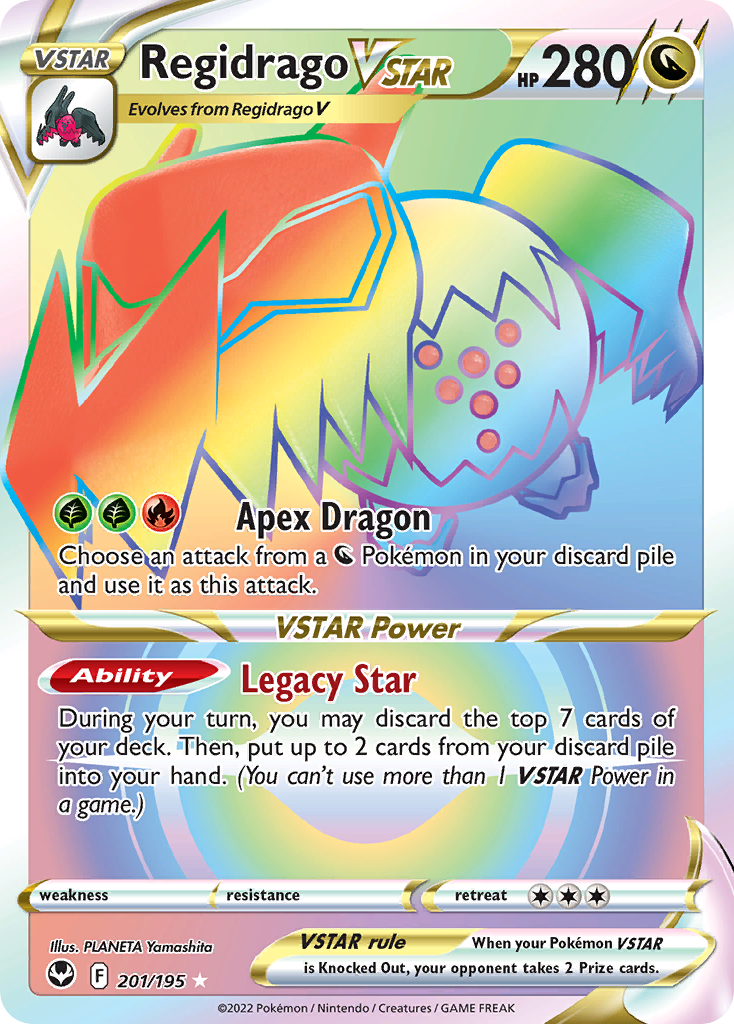 VSTAR
Regidrago VSTAR
HP 280
Evolves from Regidrago V
Apex Dragon
Choose an attack from a Pokémon in your discard pile
and use it as this attack.
VSTAR Power
Ability
Legacy Star
During your turn, you may discard the top 7 cards of
your deck. Then, put up to 2 cards from your discard pile
into your hand. (You can't use more than 1 VSTAR Power in
a game.)
weakness
resistance
retreat
Illus. PLANETA Yamashita
VSTAR rule
When your Pokémon VSTAR
is Knocked Out, your opponent takes 2 Prize cards.
F
201/195
©2022 Pokémon / Nintendo / Creatures / GAME FREAK